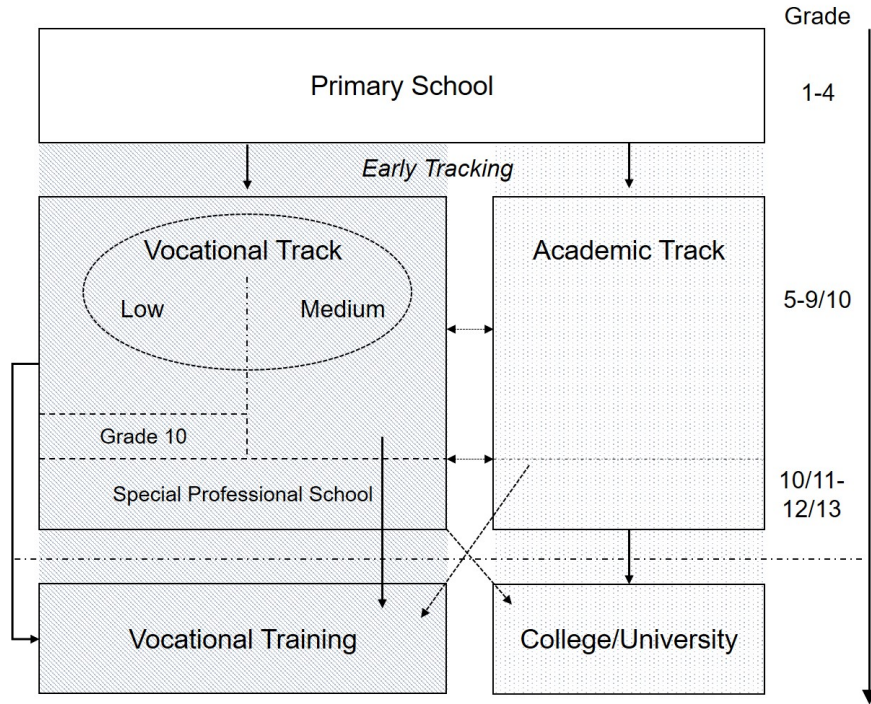 Grade
Primary School
1-4
Early Tracking
Vocational Track
Academic Track
Low
Medium
5-9/10
Grade 10
Special Professional School
10/11-
12/13
Vocational Training
College/University